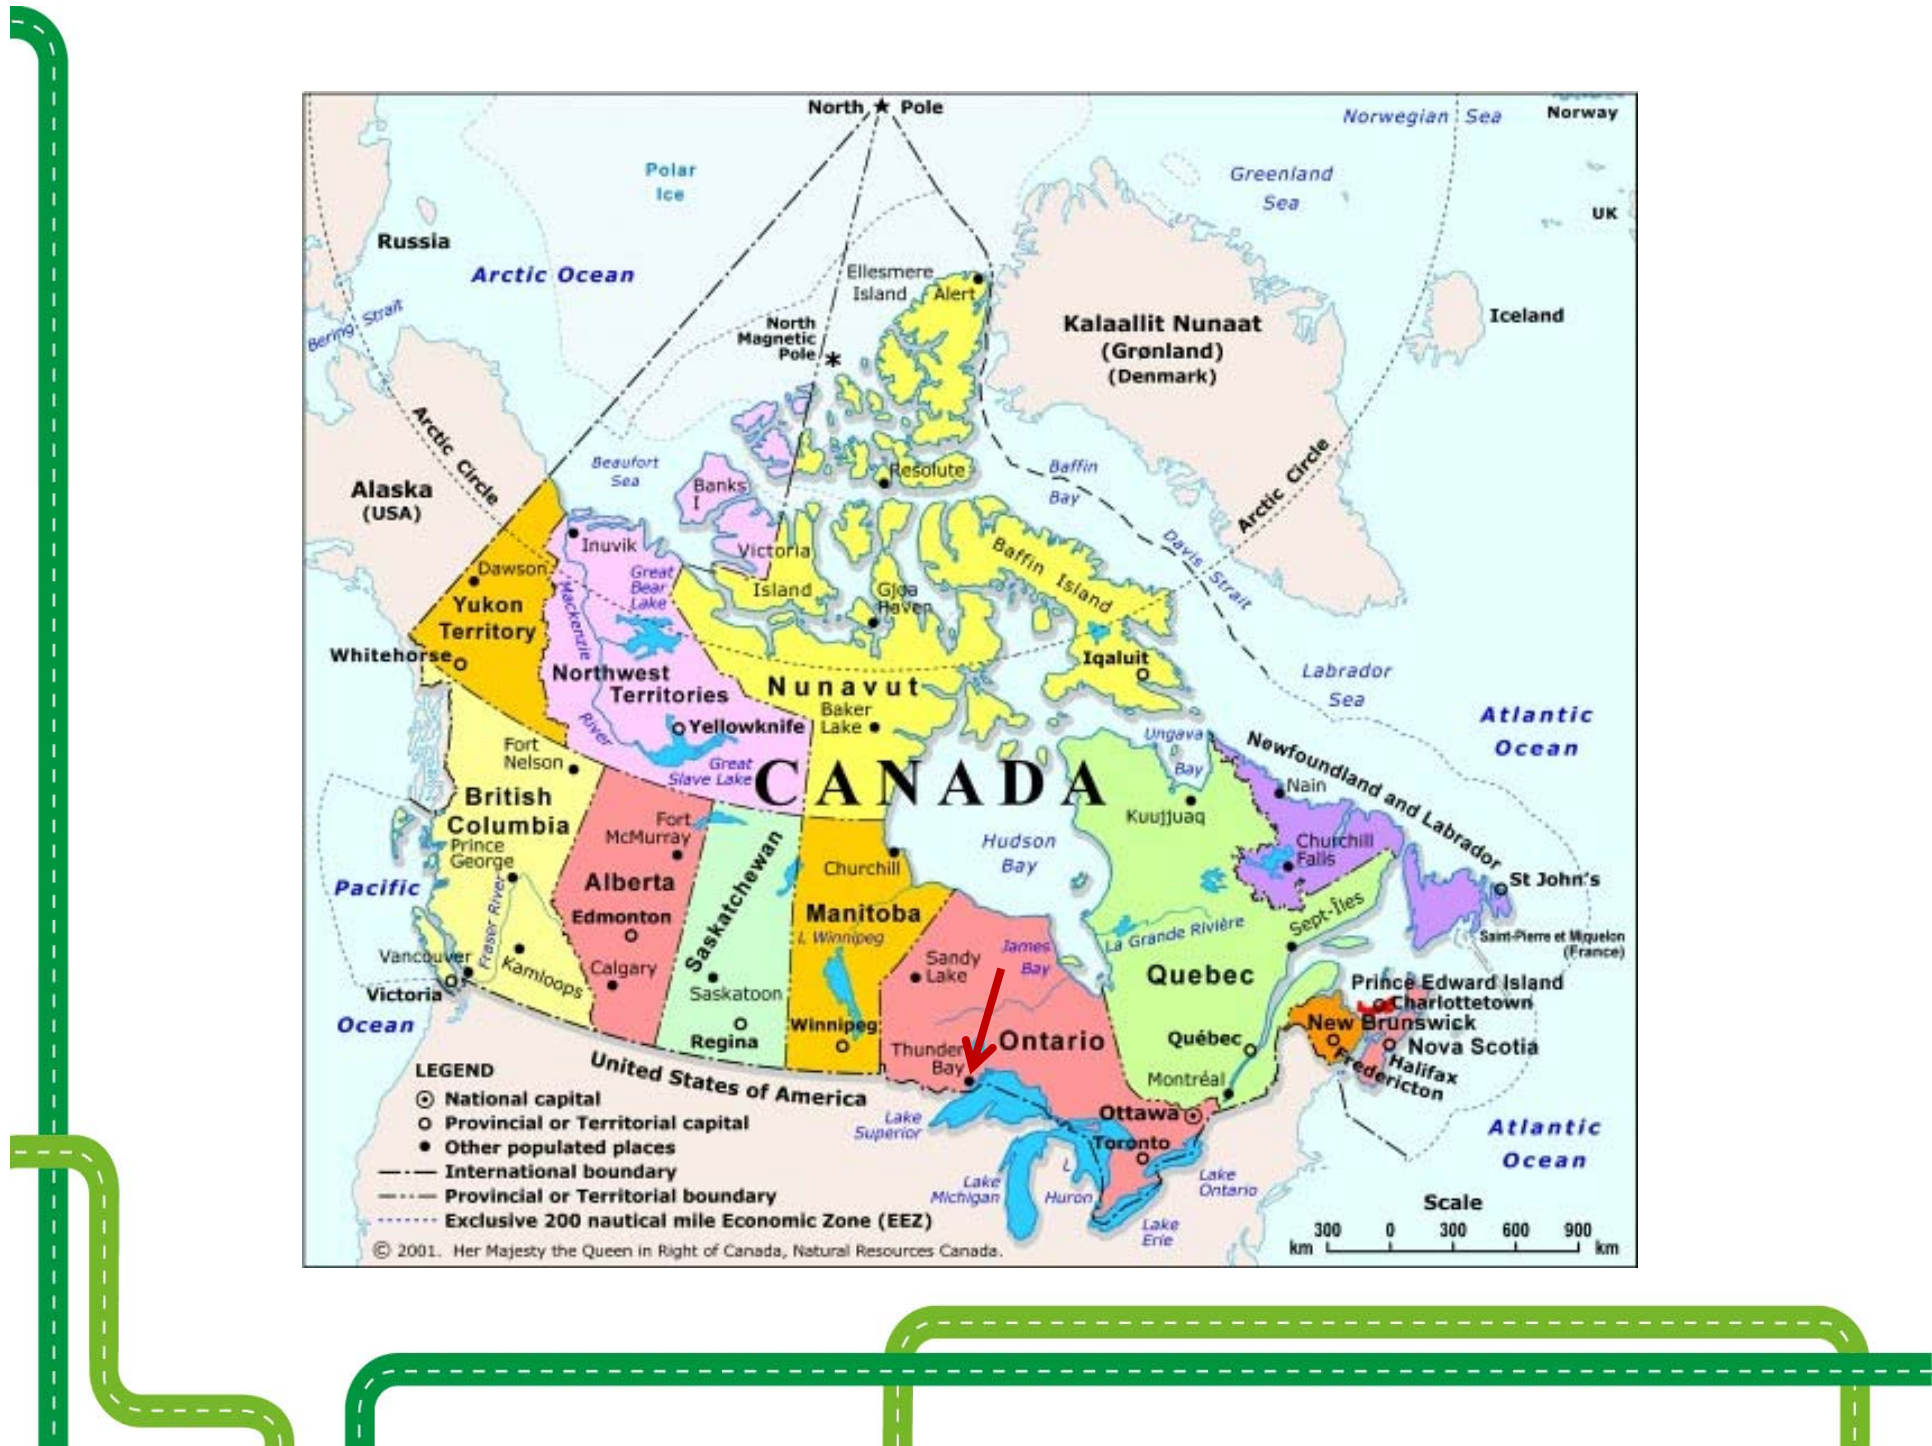 North Pole
Norwegian Sea
Norway
Polar
Ice
Greenland
Sea
UK
Russia
Arctic Ocean
Ellesmere
Island
Alert
Bering Strait
North
Magnetic
Pole
Kalaallit Nunaat
(Grønland)
(Denmark)
Iceland
Arctic Circle
Beaufort
Sea
Resolute
Baffin
Bay
Arctic Circle
Alaska
(USA)
Banks
I
Inuvik
Victoria
Island
Baffin Island
Davis Strait
Dawson
Great
Bear
Lake
Mackenzie
River
Gjoa
Haven
Yukon
Territory
Whitehorse
Northwest
Territories
Nunavut
Iqaluit
Labrador
Sea
Yellowknife
Baker
Lake
Atlantic
Ocean
Fort
Nelson
Great
Slave Lake
CANADA
Ungava
Bay
Newfoundland and Labrador
Nain
British
Columbia
Prince
George
Fort
McMurray
Saskatchewan
Churchill
Hudson
Bay
Kuujjuaq
Churchill
Falls
Pacific
Ocean
Fraser River
Alberta
Edmonton
Manitoba
L Winnipeg
La Grande Rivière
Sept-Îles
St John's
Saint-Pierre et Miquelon
(France)
Vancouver
Victoria
Kamloops
Calgary
Saskatoon
Regina
Winnipeg
Sandy
Lake
James
Bay
Quebec
Prince Edward Island
Charlottetown
New Brunswick
Nova Scotia
Halifax
Fredericton
Québec
Montréal
Thunder
Bay
Ontario
United States of America
Lake
Superior
Ottawa
Toronto
Lake
Michigan
L
Huron
Lake
Ontario
Lake
Erie
Atlantic
Ocean
LEGEND
National capital
Provincial or Territorial capital
Other populated places
International boundary
Provincial or Territorial boundary
Exclusive 200 nautical mile Economic Zone (EEZ)
© 2001. Her Majesty the Queen in Right of Canada, Natural Resources Canada.
Scale
300 0 300 600 900
km km